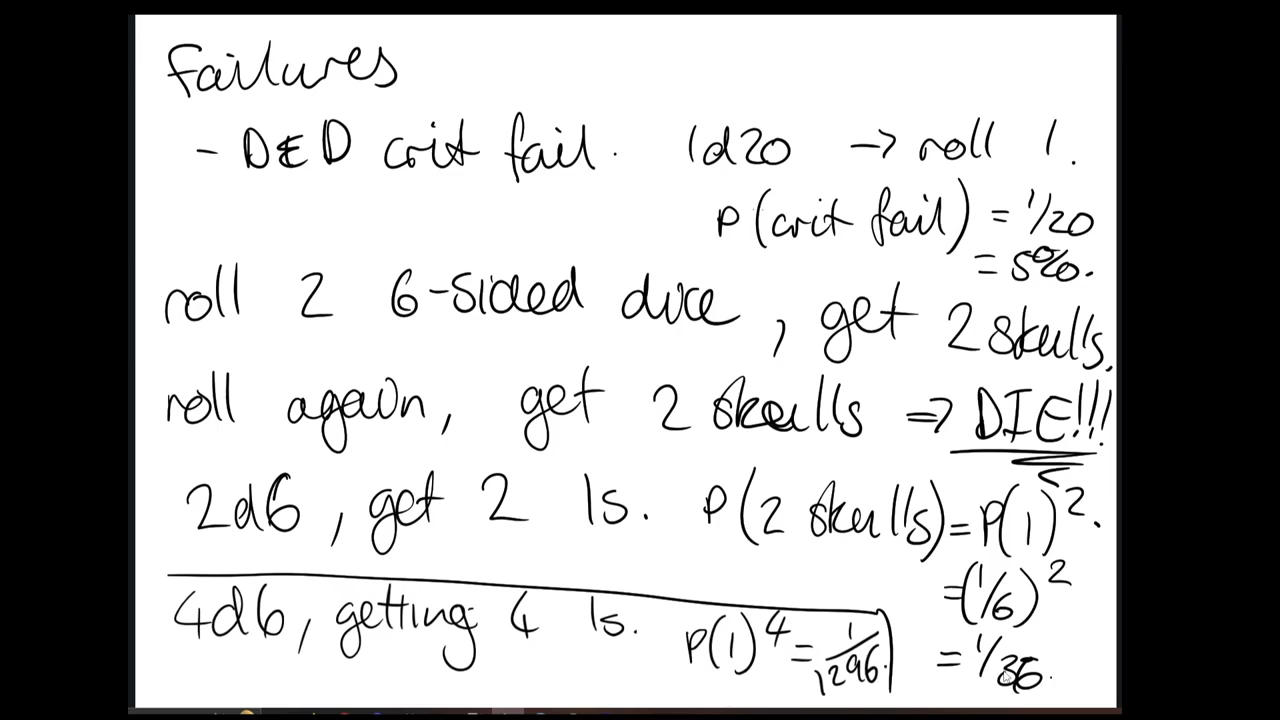 Failures
- D&D crit fail. 1d20 → roll 1.
P(crit fail) = 1/20
= 5%.
roll 2 6-sided dice, get 2 skulls,
roll again, get 2 skulls ⇒ DIE!!!
2d6, get 2 1s. P(2 skulls) = P(1)².
= (1/6)²
= 1/36.
4d6, getting 4 1s. P(1)⁴ = 1/1296.